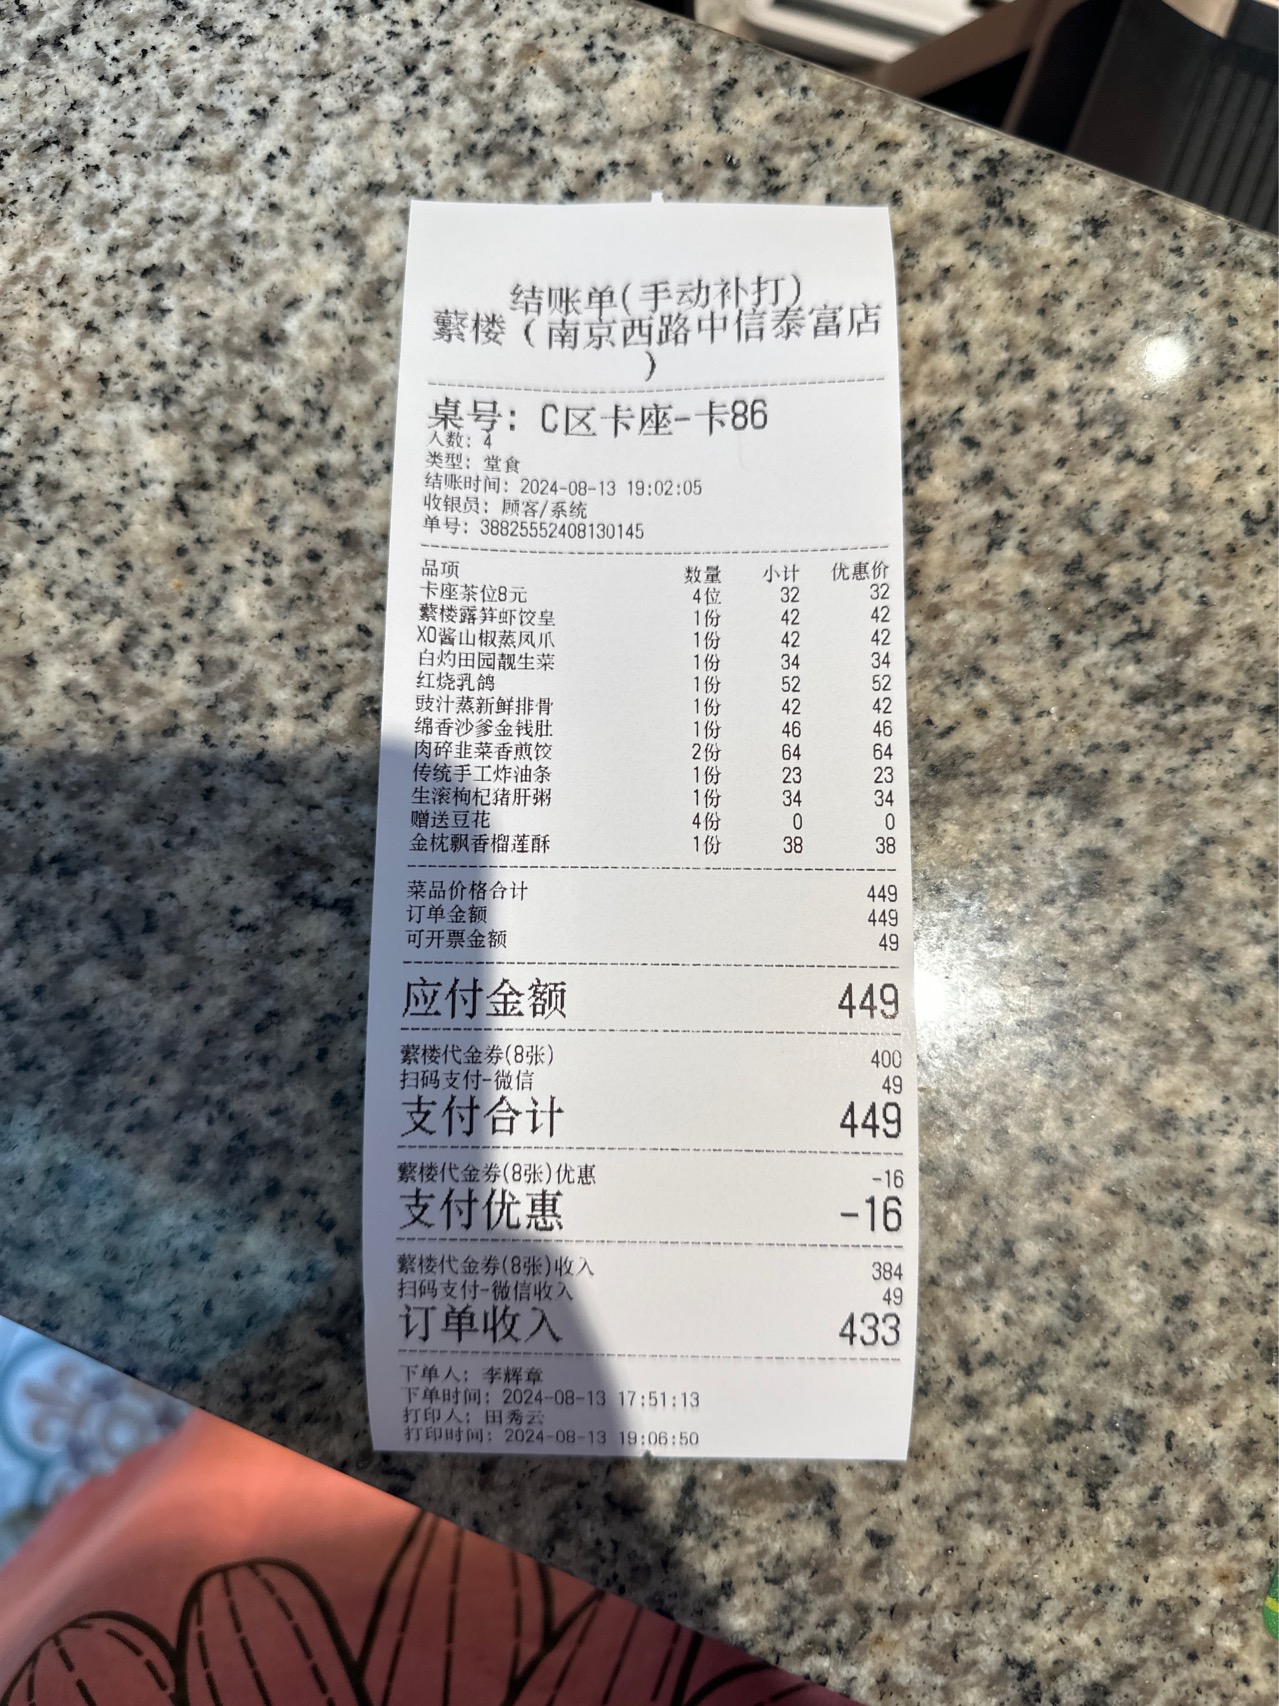 结账单(手动补打)
蘩楼（南京西路中信泰富店
）
桌号: C区卡座-卡86
人数: 4
类型: 堂食
结账时间: 2024-08-13 19:02:05
收银员: 顾客/系统
单号: 38825552408130145
品项 数量 小计 优惠价
卡座茶位8元 4位 32 32
蘩楼露笋虾饺皇 1份 42 42
XO酱山椒蒸凤爪 1份 42 42
白灼田园靓生菜 1份 34 34
红烧乳鸽 1份 52 52
豉汁蒸新鲜排骨 1份 42 42
绵香沙爹金钱肚 1份 46 46
肉碎韭菜香煎饺 2份 64 64
传统手工炸油条 1份 23 23
生滚枸杞猪肝粥 1份 34 34
赠送豆花 4份 0 0
金枕飘香榴莲酥 1份 38 38
菜品价格合计 449
订单金额 449
可开票金额 49
应付金额 449
蘩楼代金券(8张) 400
扫码支付-微信 49
支付合计 449
蘩楼代金券(8张)优惠 -16
支付优惠 -16
蘩楼代金券(8张)收入 384
扫码支付-微信收入 49
订单收入 433
下单人: 李辉章
下单时间: 2024-08-13 17:51:13
打印人: 田秀云
打印时间: 2024-08-13 19:06:50